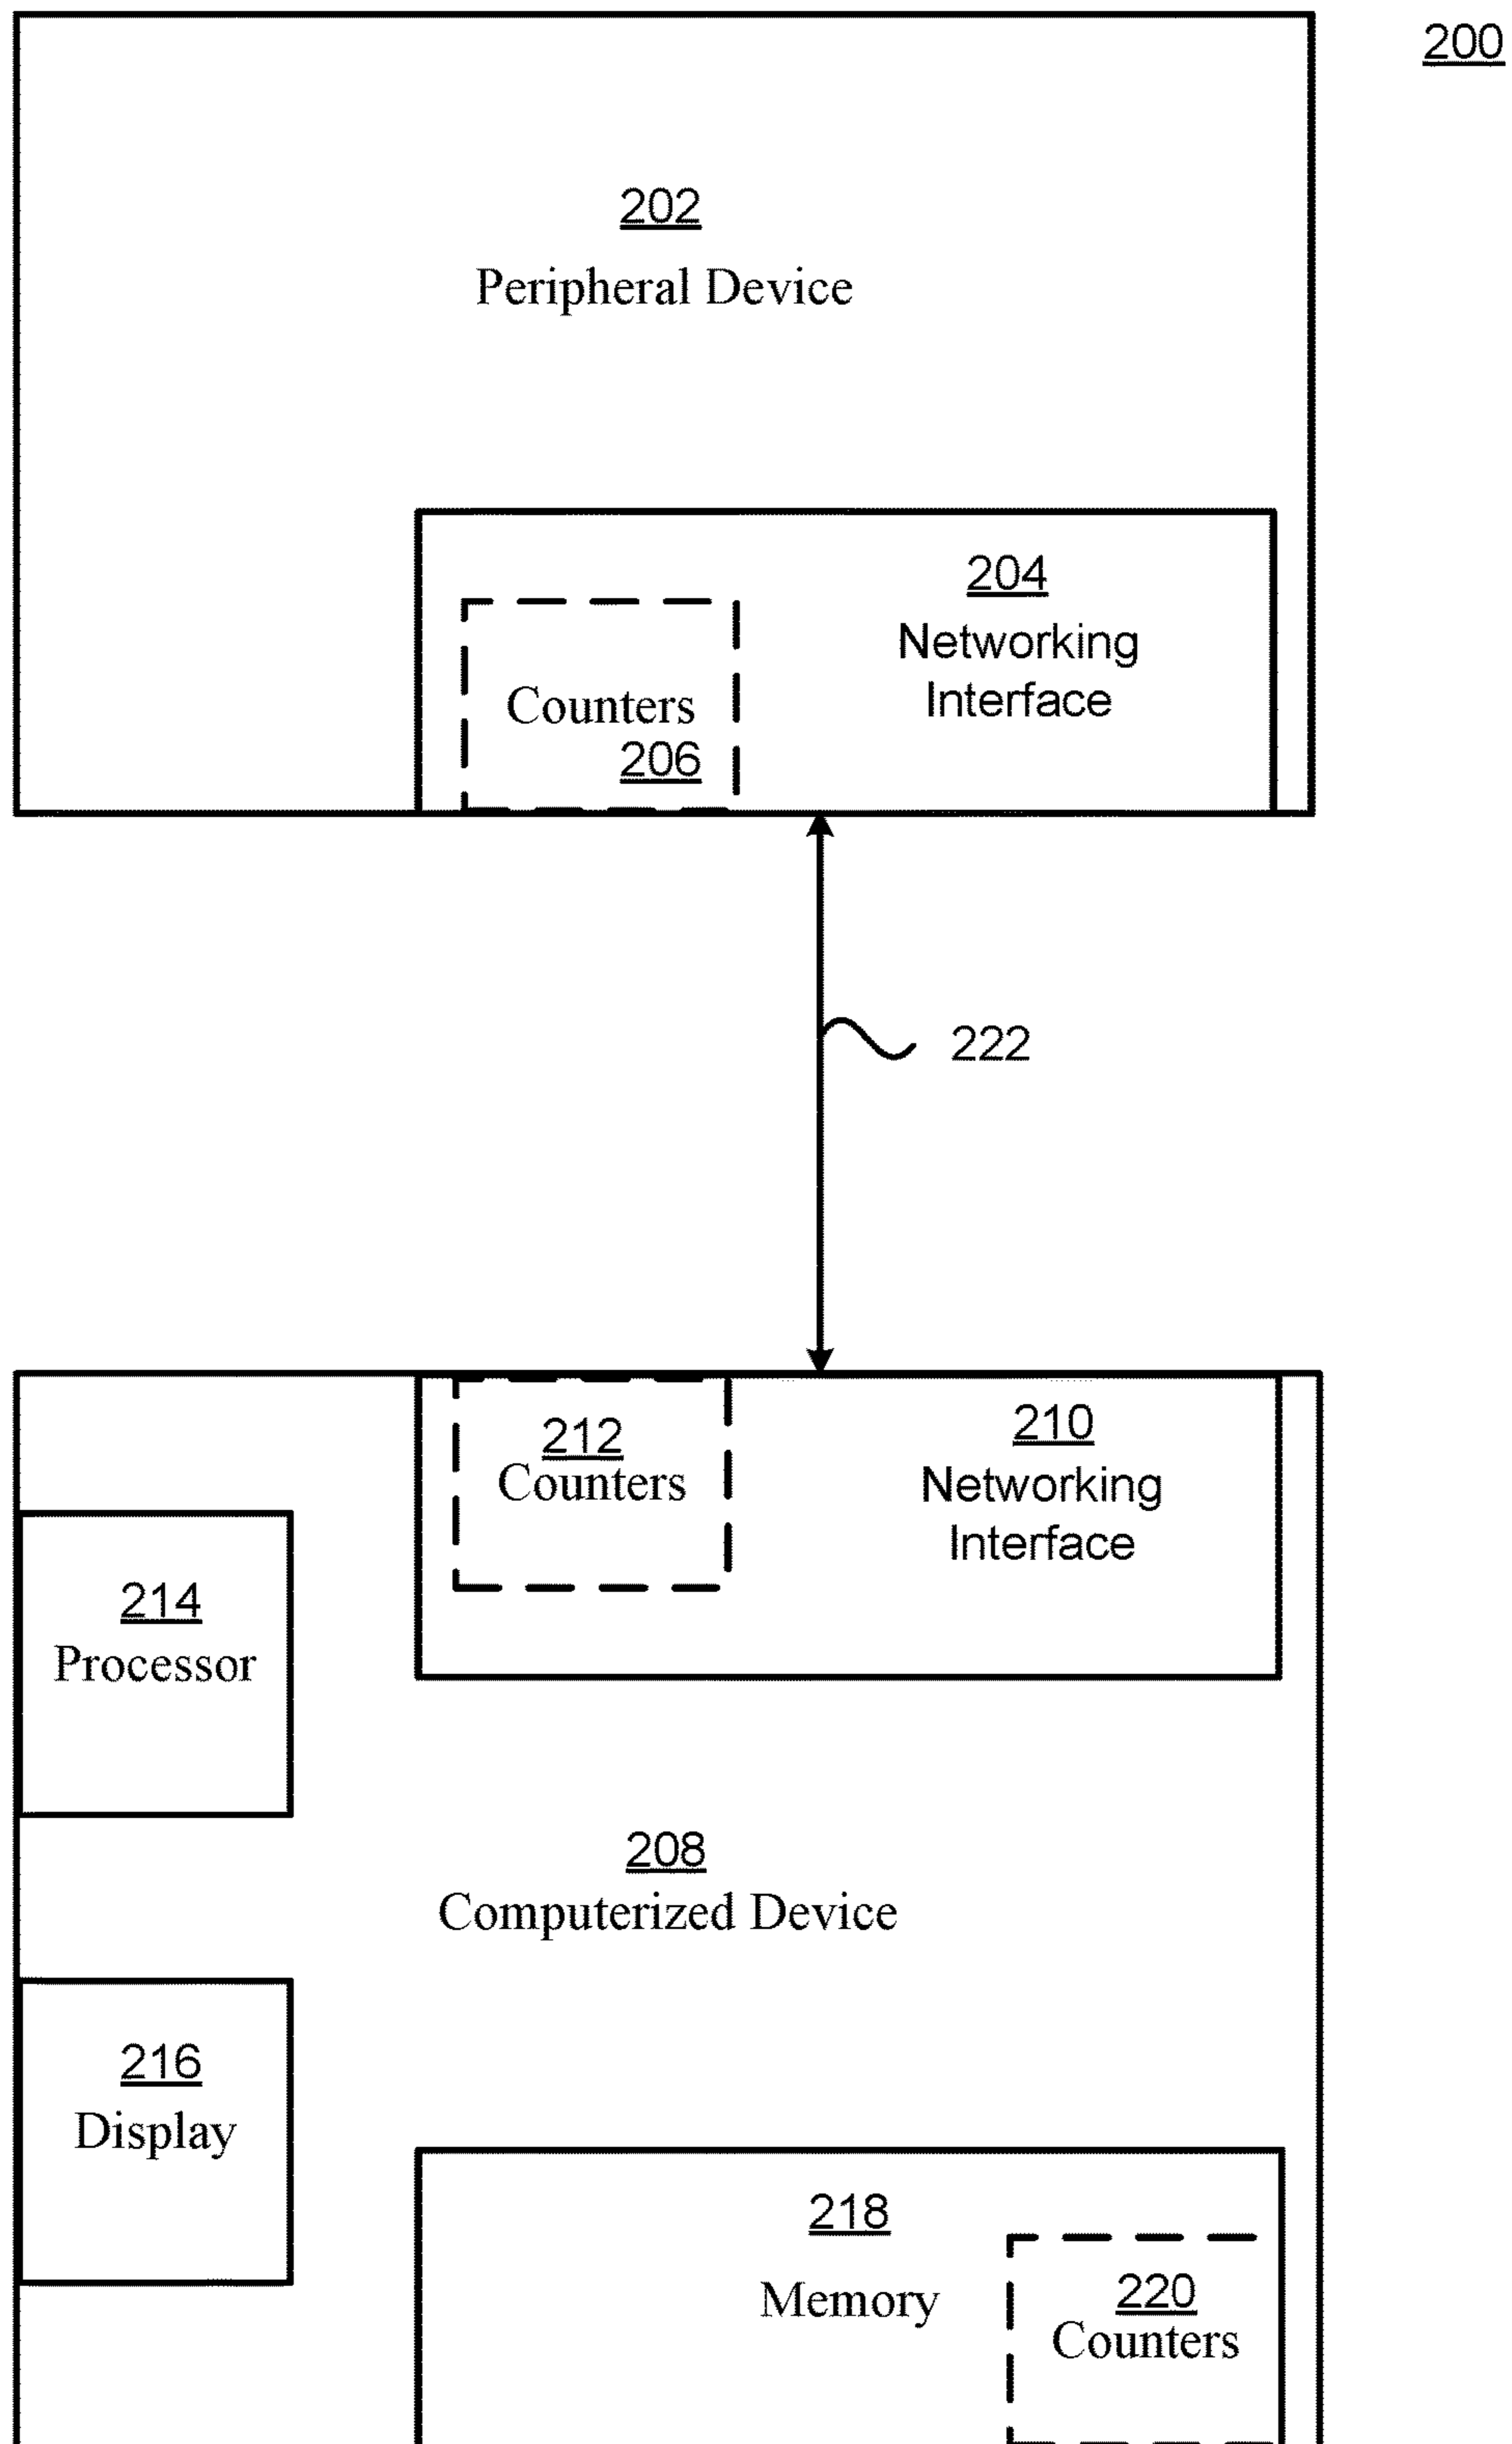 200
202
Peripheral Device
204
Networking
Interface
Counters
206
222
212
Counters
210
Networking
Interface
214
Processor
208
Computerized Device
216
Display
218
Memory
220
Counters